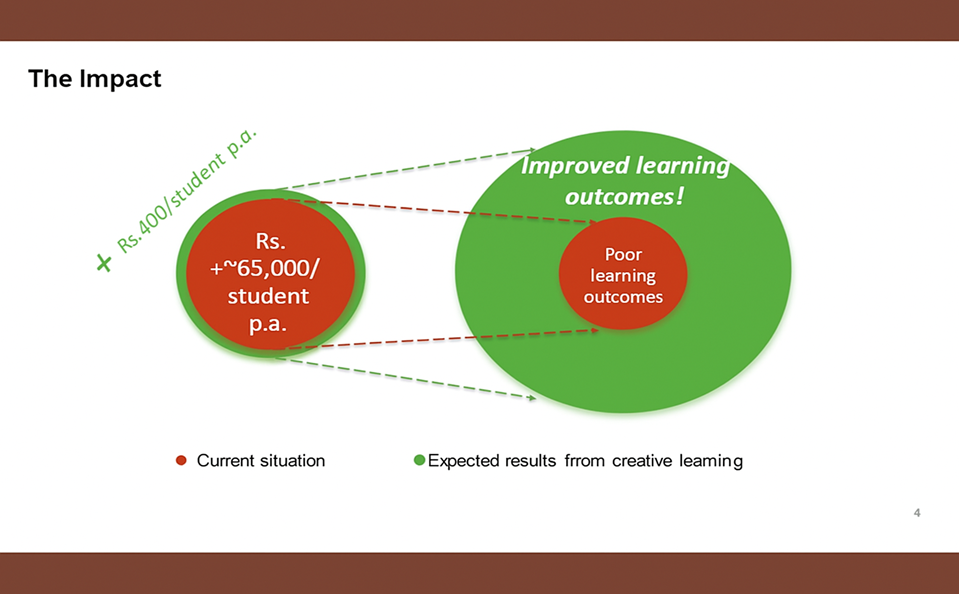 The Impact
+ Rs.400/student p.a.
Rs.
+~65,000/
student
p.a.
Improved learning
outcomes!
Poor
learning
outcomes
Current situation
Expected results frrom creative leaming
4